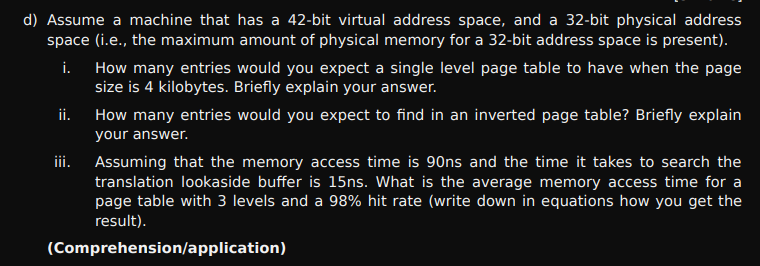 d) Assume a machine that has a 42-bit virtual address space, and a 32-bit physical address
space (i.e., the maximum amount of physical memory for a 32-bit address space is present).
i. How many entries would you expect a single level page table to have when the page
size is 4 kilobytes. Briefly explain your answer.
ii. How many entries would you expect to find in an inverted page table? Briefly explain
your answer.
iii. Assuming that the memory access time is 90ns and the time it takes to search the
translation lookaside buffer is 15ns. What is the average memory access time for a
page table with 3 levels and a 98% hit rate (write down in equations how you get the
result).
(Comprehension/application)